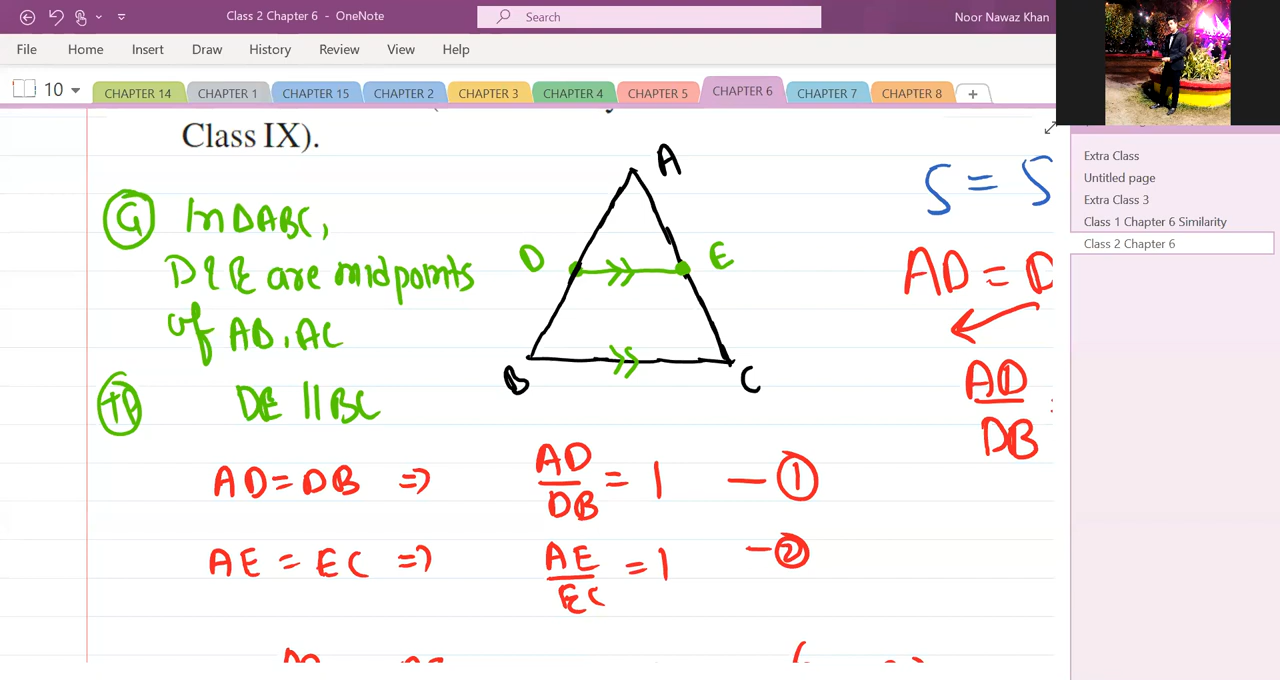 Class 2 Chapter 6 - OneNote
Search
Noor Nawaz Khan
File Home Insert Draw History Review View Help
10
CHAPTER 14 CHAPTER 1 CHAPTER 15 CHAPTER 2 CHAPTER 3 CHAPTER 4 CHAPTER 5 CHAPTER 6 CHAPTER 7 CHAPTER 8 +
Class IX).
G In ΔABC,
D & E are midpoints
of AB, AC
TP DE || BC
A
D E
B C
AD = DB ⇒ AD/DB = 1 — ①
AE = EC ⇒ AE/EC = 1 — ②
5 = 5
AD = D
AD
DB
Extra Class
Untitled page
Extra Class 3
Class 1 Chapter 6 Similarity
Class 2 Chapter 6